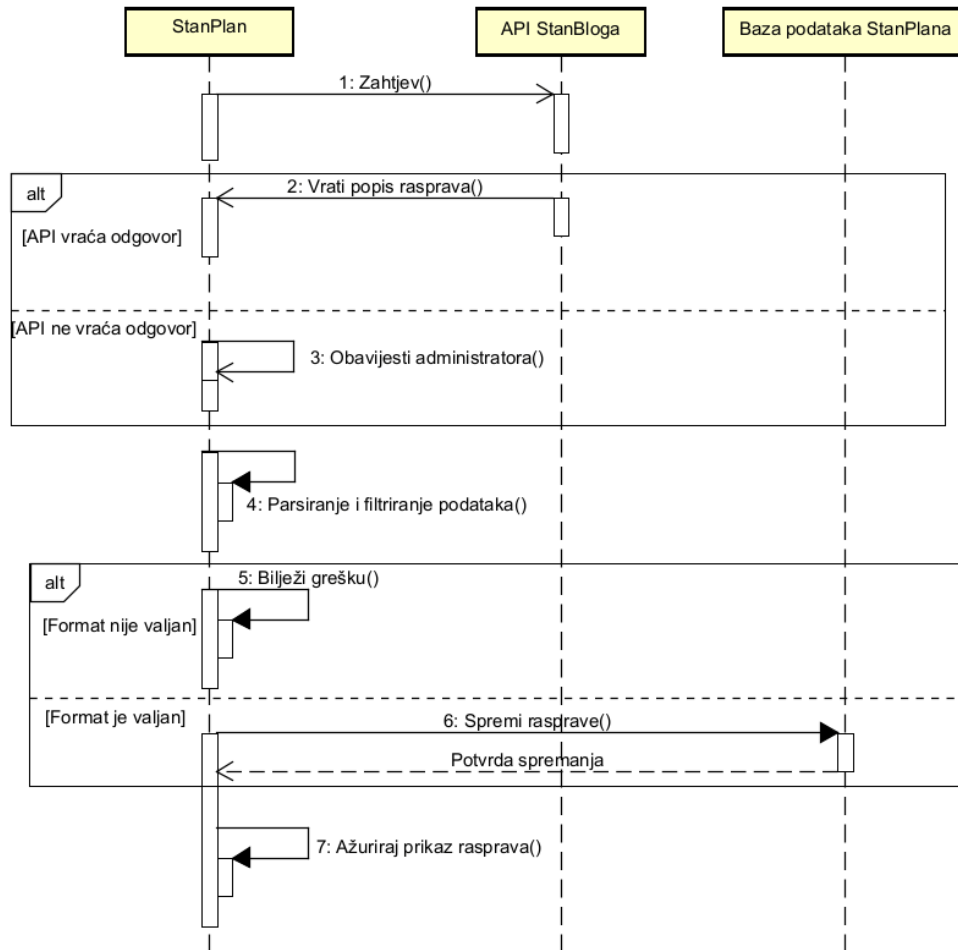 StanPlan
API StanBloga
Baza podataka StanPlana
1: Zahtjev()
alt
2: Vrati popis rasprava()
[API vraća odgovor]
[API ne vraća odgovor]
3: Obavijesti administratora()
4: Parsiranje i filtriranje podataka()
alt
5: Bilježi grešku()
[Format nije valjan]
[Format je valjan]
6: Spremi rasprave()
Potvrda spremanja
7: Ažuriraj prikaz rasprava()